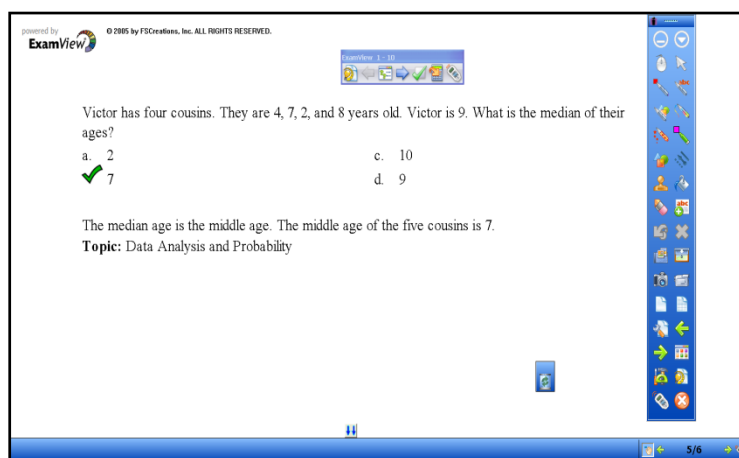 powered by
ExamView
© 2005 by FSCreations, Inc. ALL RIGHTS RESERVED.
ExamView 1 - 10
Victor has four cousins. They are 4, 7, 2, and 8 years old. Victor is 9. What is the median of their
ages?
a. 2
c. 10
7
d. 9
The median age is the middle age. The middle age of the five cousins is 7.
Topic: Data Analysis and Probability
abc
5/6